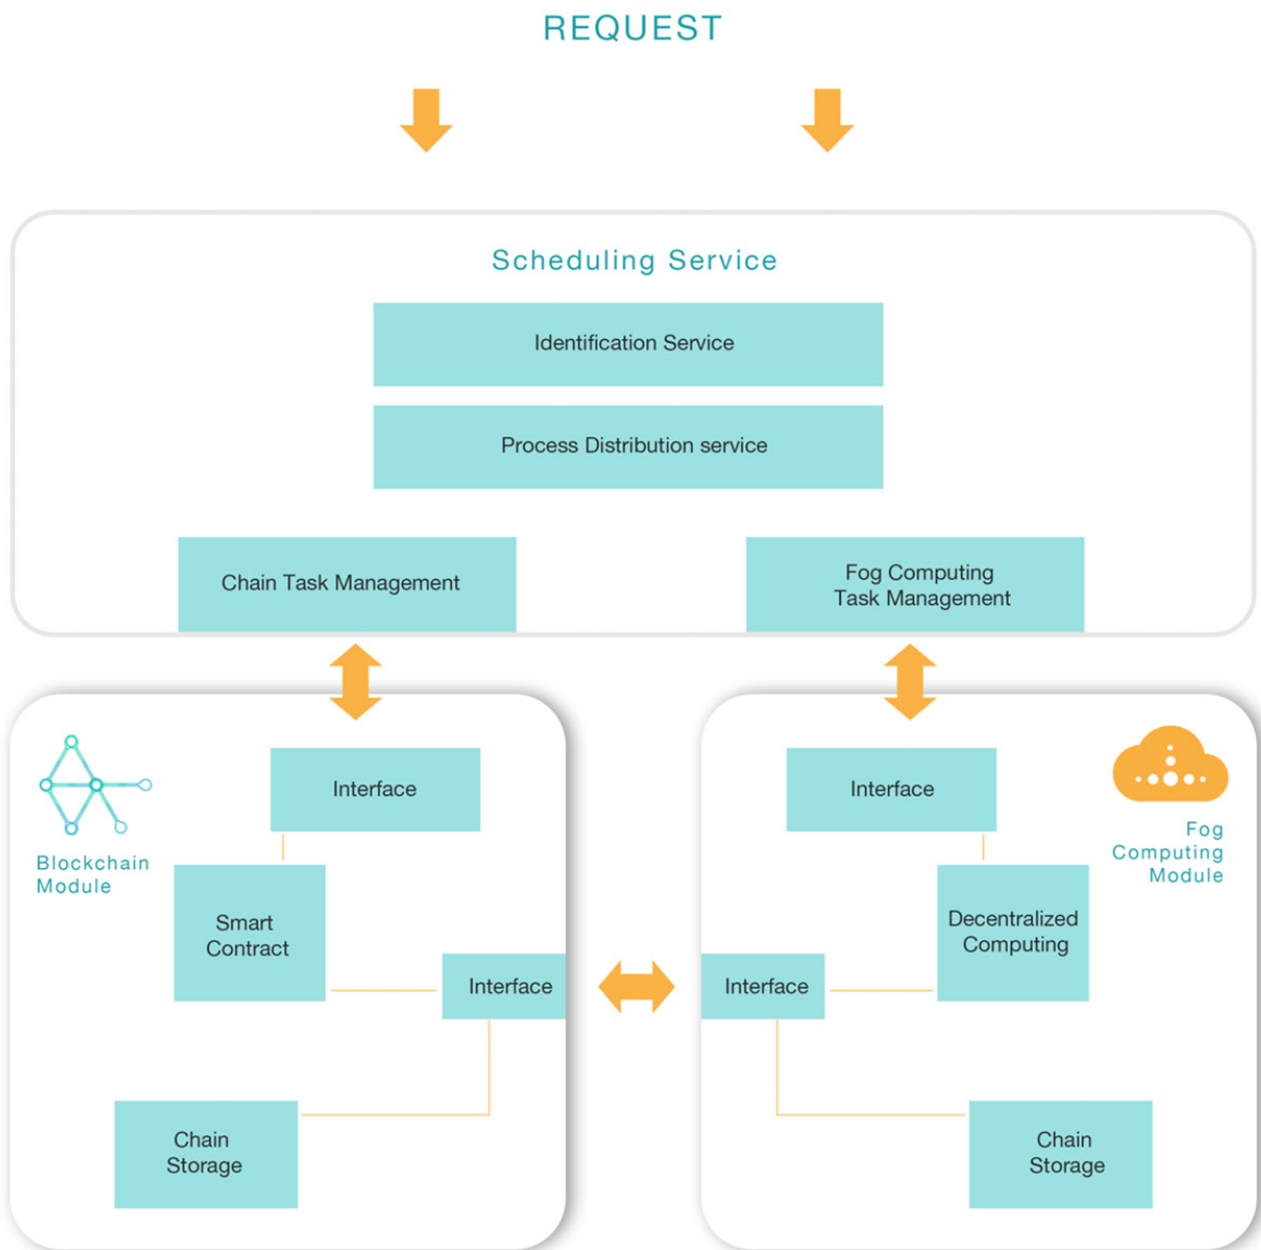 REQUEST
Scheduling Service
Identification Service
Process Distribution service
Chain Task Management
Fog Computing
Task Management
Interface
Blockchain
Module
Smart
Contract
Interface
Chain
Storage
Interface
Fog
Computing
Module
Decentralized
Computing
Interface
Chain
Storage